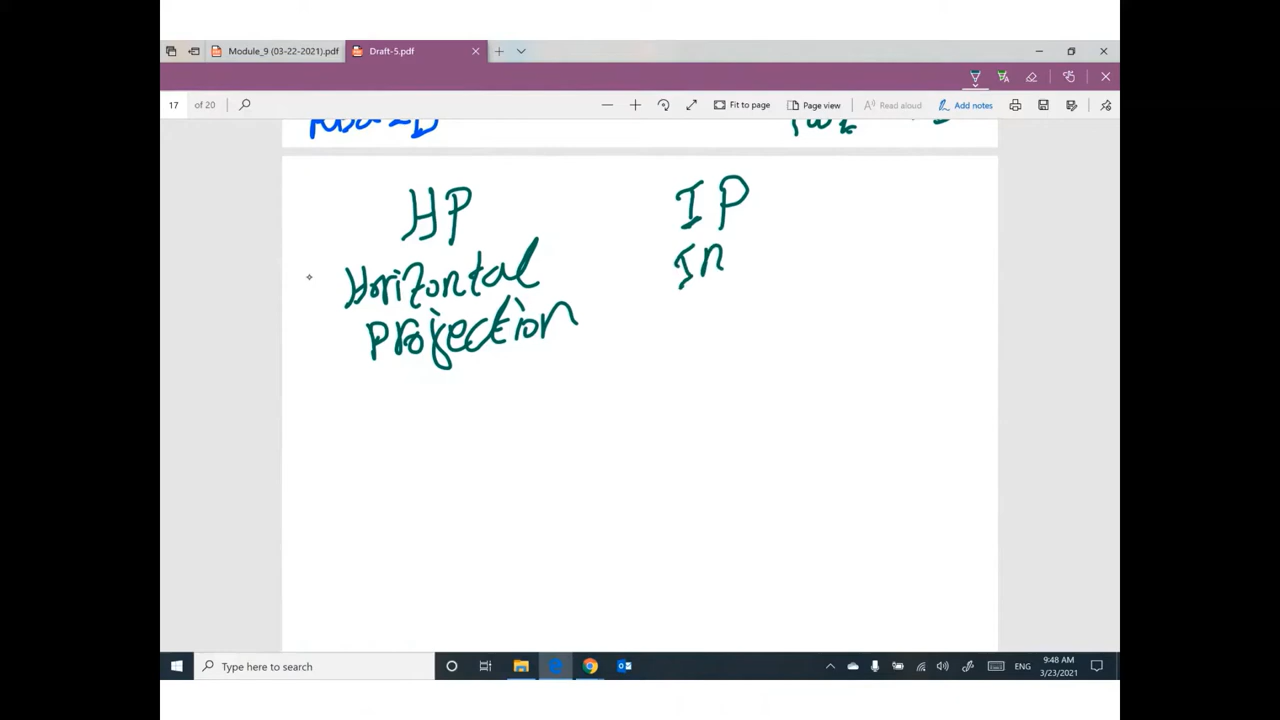 Module_9 (03-22-2021).pdf
Draft-5.pdf
17 of 20
Fit to page
Page view
Read aloud
Add notes
HP
IP
Horizontal
In
projection
Type here to search
ENG
9:48 AM
3/23/2021